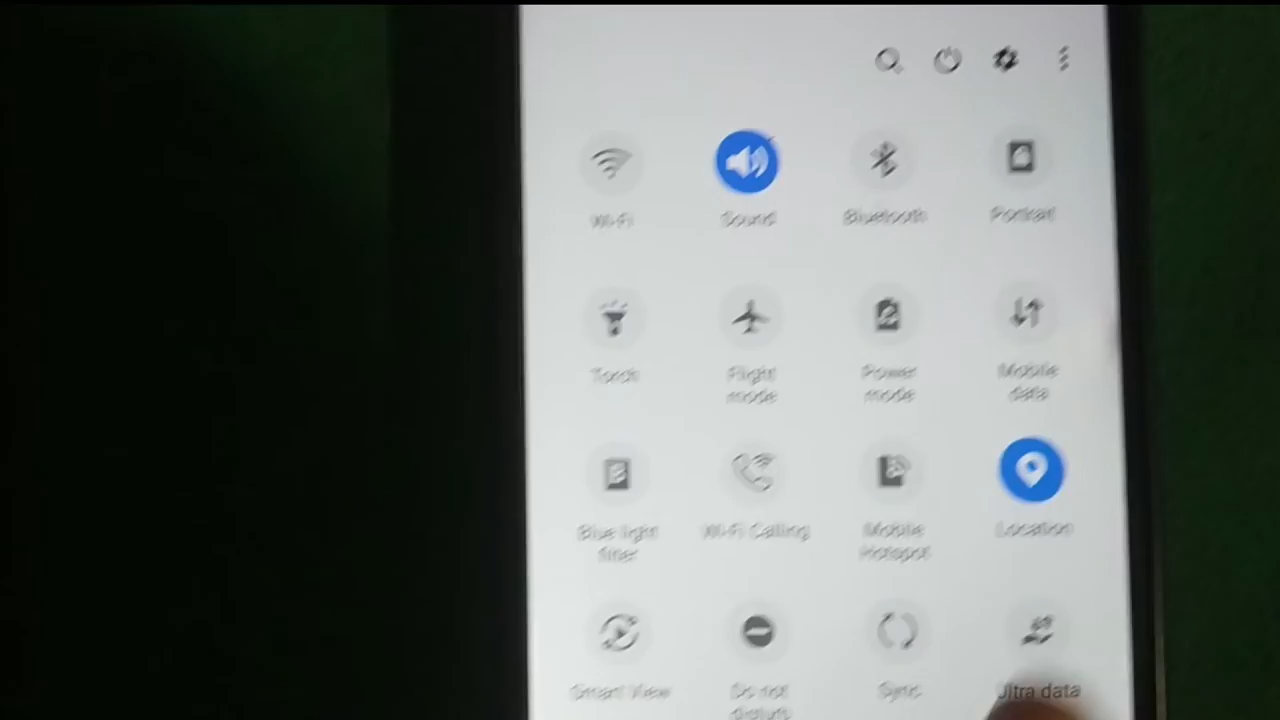 Wi-Fi
Sound
Bluetooth
Portrait
Torch
Flight
mode
Power
mode
Mobile
data
Blue light
filter
Wi-Fi Calling
Mobile
Hotspot
Location
Smart View
Do not
disturb
Sync
Ultra data